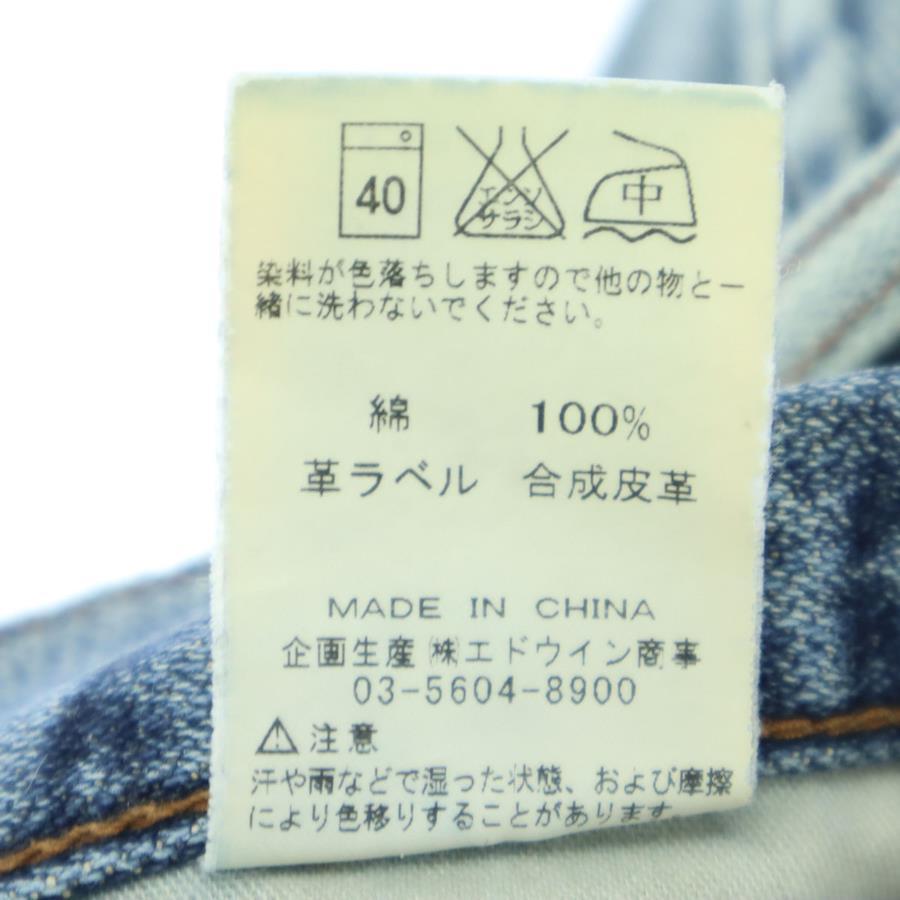 40 エンソ サラシ 中
染料が色落ちしますので他の物と一
緒に洗わないでください。
綿 100%
革ラベル 合成皮革
MADE IN CHINA
企画生産 ㈱エドウイン商事
03-5604-8900
⚠ 注意
汗や雨などで湿った状態、および摩擦
により色移りすることがあります